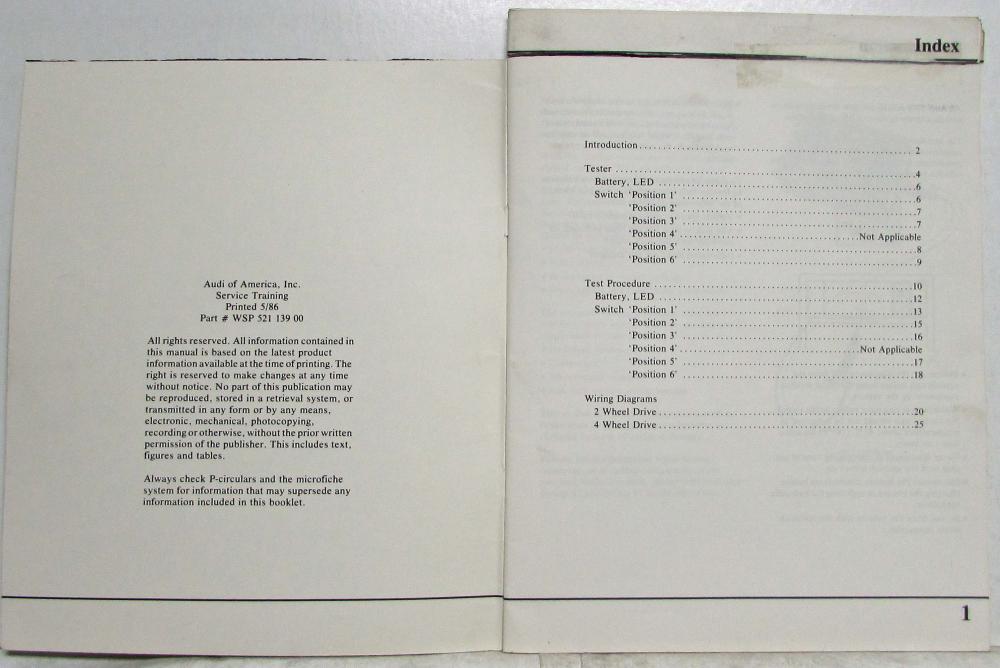 Audi of America, Inc.
Service Training
Printed 5/86
Part # WSP 521 139 00
All rights reserved. All information contained in
this manual is based on the latest product
information available at the time of printing. The
right is reserved to make changes at any time
without notice. No part of this publication may
be reproduced, stored in a retrieval system, or
transmitted in any form or by any means,
electronic, mechanical, photocopying,
recording or otherwise, without the prior written
permission of the publisher. This includes text,
figures and tables.
Always check P-circulars and the microfiche
system for information that may supersede any
information included in this booklet.
Index
Introduction.......... 2
Tester ..........4
Battery, LED ..........6
Switch 'Position 1' ..........6
'Position 2' ..........7
'Position 3' ..........7
'Position 4' ..........Not Applicable
'Position 5' ..........8
'Position 6' ..........9
Test Procedure ..........10
Battery, LED ..........12
Switch 'Position 1' ..........13
'Position 2' ..........15
'Position 3' ..........16
'Position 4' ..........Not Applicable
'Position 5' ..........17
'Position 6' ..........18
Wiring Diagrams
2 Wheel Drive..........20
4 Wheel Drive..........25
1